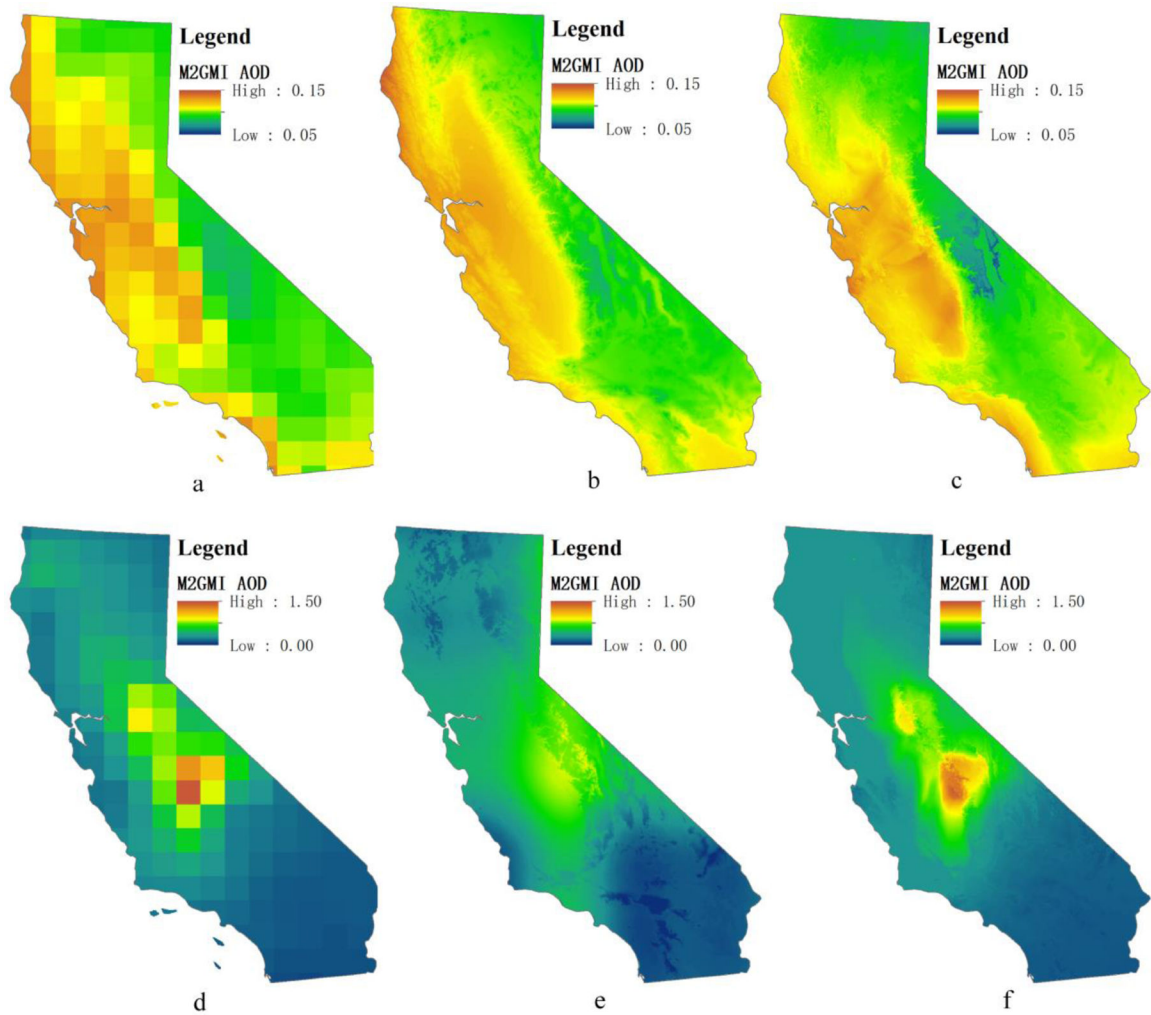 Legend
M2GMI AOD
High : 0.15
Low : 0.05
a
Legend
M2GMI AOD
High : 0.15
Low : 0.05
b
Legend
M2GMI AOD
High : 0.15
Low : 0.05
c
Legend
M2GMI AOD
High : 1.50
Low : 0.00
d
Legend
M2GMI AOD
High : 1.50
Low : 0.00
e
Legend
M2GMI AOD
High : 1.50
Low : 0.00
f